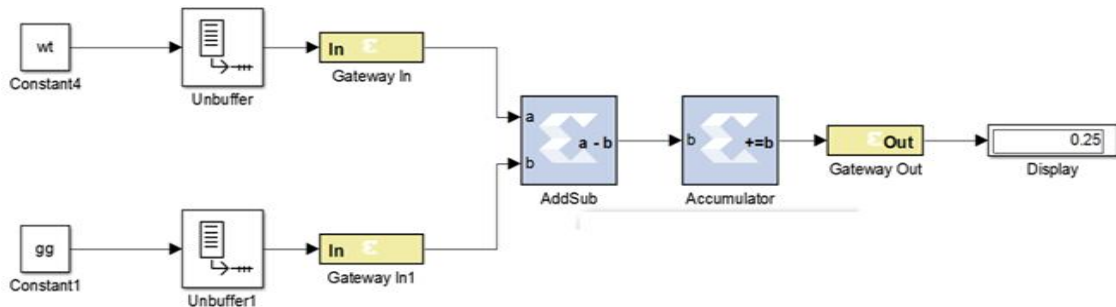 wt
Constant4
Unbuffer
In
Gateway In
a
b
a - b
AddSub
b
+=b
Accumulator
Out
Gateway Out
0.25
Display
gg
Constant1
Unbuffer1
In
Gateway In1